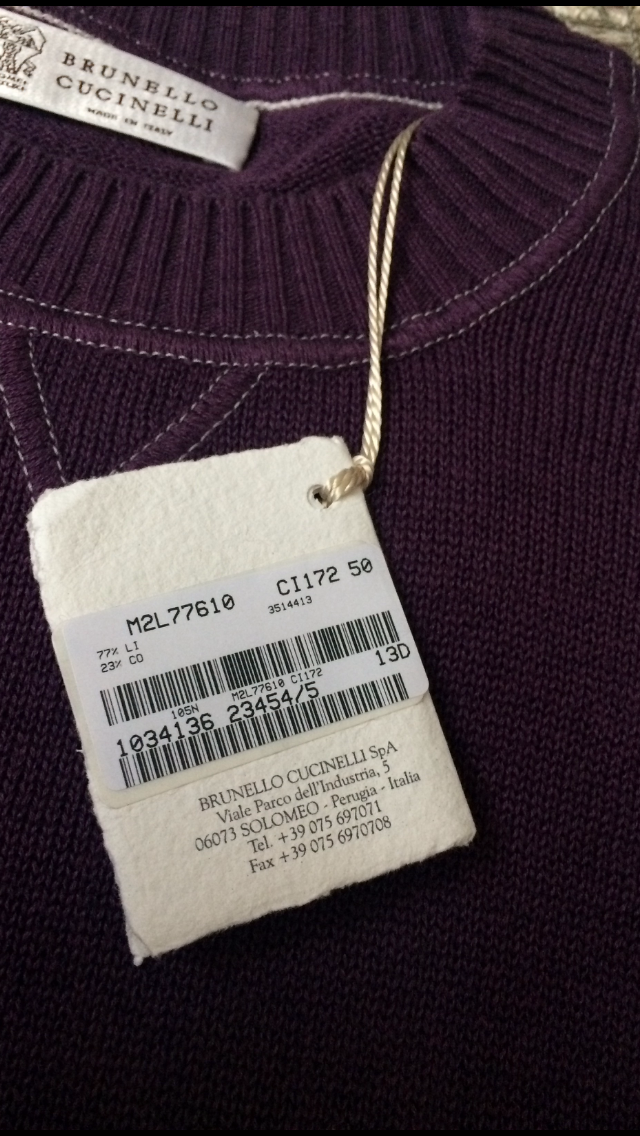 BRUNELLO
CUCINELLI
MADE IN ITALY
M2L77610 CI172 50
3514413
77% LI
23% CO
13D
105N M2L77610 CI172
1034136 23454/5
BRUNELLO CUCINELLI SpA
Viale Parco dell'Industria, 5
06073 SOLOMEO - Perugia - Italia
Tel. +39 075 697071
Fax +39 075 6970708